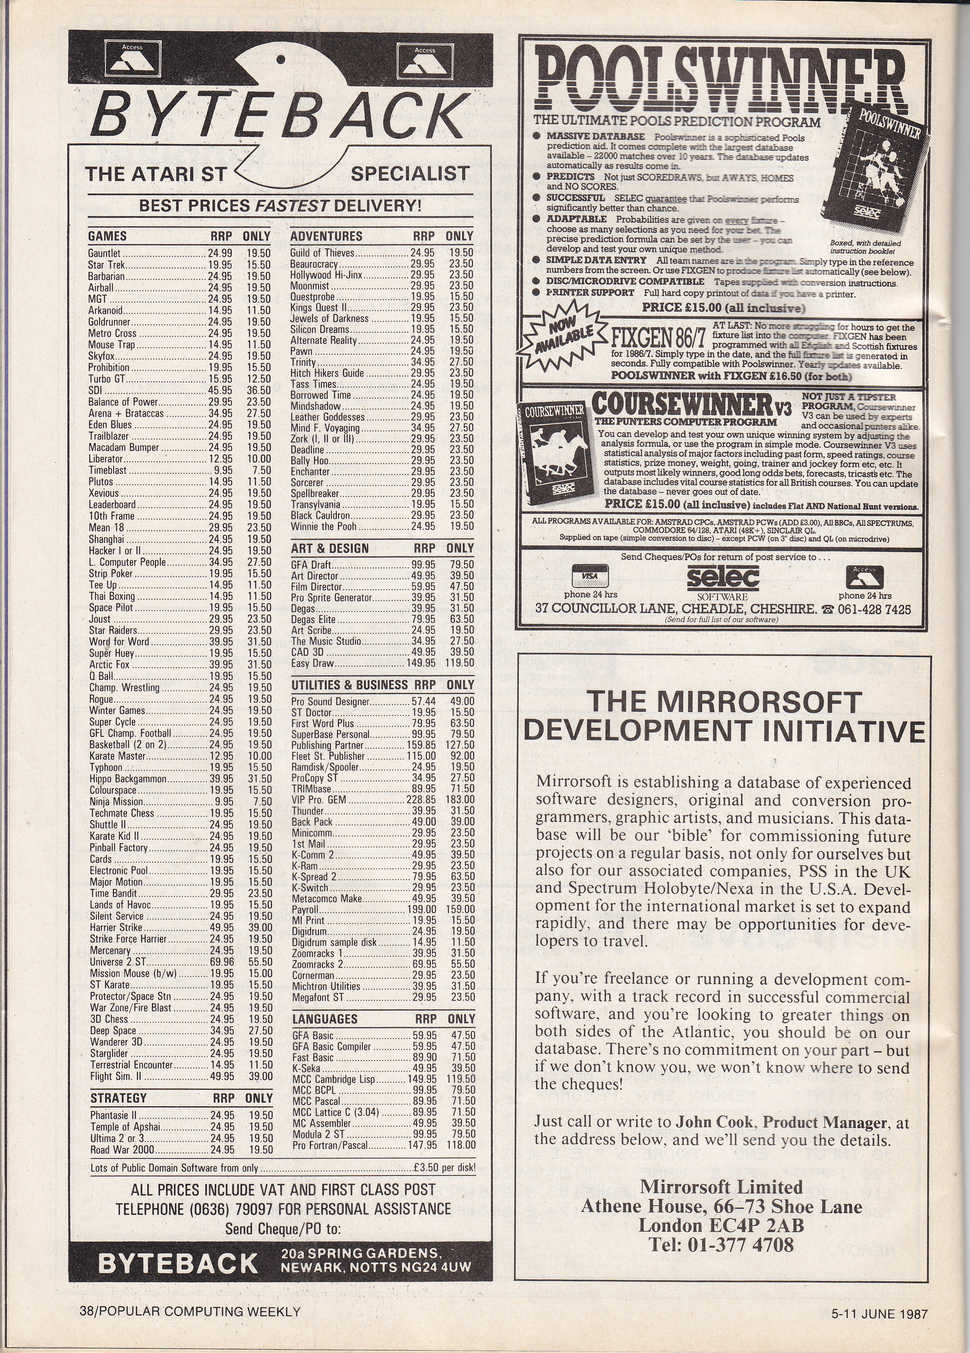 Access
Access
BYTEBACK
THE ATARI ST SPECIALIST
BEST PRICES FASTEST DELIVERY!
GAMES RRP ONLY
Gauntlet 24.99 19.50
Star Trek 19.95 15.50
Barbarian 24.95 19.50
Airball 24.95 19.50
MGT 24.95 19.50
Arkanoid 14.95 11.50
Goldrunner 24.95 19.50
Metro Cross 24.95 19.50
Mouse Trap 14.95 11.50
Skyfox 24.95 19.50
Prohibition 19.95 15.50
Turbo GT 15.95 12.50
SDI 45.95 36.50
Balance of Power 29.95 23.50
Arena + Brataccas 34.95 27.50
Eden Blues 24.95 19.50
Trailblazer 24.95 19.50
Macadam Bumper 24.95 19.50
Liberator 12.95 10.00
Timeblast 9.95 7.50
Plutos 14.95 11.50
Xevious 24.95 19.50
Leaderboard 24.95 19.50
10th Frame 24.95 19.50
Mean 18 29.95 23.50
Shanghai 24.95 19.50
Hacker I or II 24.95 19.50
L. Computer People 34.95 27.50
Strip Poker 19.95 15.50
Tee Up 14.95 11.50
Thai Boxing 14.95 11.50
Space Pilot 19.95 15.50
Joust 29.95 23.50
Star Raiders 29.95 23.50
Word for Word 39.95 31.50
Super Huey 19.95 15.50
Arctic Fox 39.95 31.50
Q Ball 19.95 15.50
Champ. Wrestling 24.95 19.50
Rogue 24.95 19.50
Winter Games 24.95 19.50
Super Cycle 24.95 19.50
GFL Champ. Football 24.95 19.50
Basketball (2 on 2) 24.95 19.50
Karate Master 12.95 10.00
Typhoon 19.95 15.50
Hippo Backgammon 39.95 31.50
Colourspace 19.95 15.50
Ninja Mission 9.95 7.50
Techmate Chess 19.95 15.50
Shuttle II 24.95 19.50
Karate Kid II 24.95 19.50
Pinball Factory 24.95 19.50
Cards 19.95 15.50
Electronic Pool 19.95 15.50
Major Motion 19.95 15.50
Time Bandit 29.95 23.50
Lands of Havoc 19.95 15.50
Silent Service 24.95 19.50
Harrier Strike 49.95 39.00
Strike Force Harrier 24.95 19.50
Mercenary 24.95 19.50
Universe 2 ST 69.96 55.50
Mission Mouse (b/w) 19.95 15.00
ST Karate 19.95 15.50
Protector/Space Stn 24.95 19.50
War Zone/Fire Blast 24.95 19.50
3D Chess 24.95 19.50
Deep Space 34.95 27.50
Wanderer 3D 24.95 19.50
Starglider 24.95 19.50
Terrestrial Encounter 14.95 11.50
Flight Sim. II 49.95 39.00
STRATEGY RRP ONLY
Phantasie II 24.95 19.50
Temple of Apshai 24.95 19.50
Ultima 2 or 3 24.95 19.50
Road War 2000 24.95 19.50
ADVENTURES RRP ONLY
Guild of Thieves 24.95 19.50
Beaurocracy 29.95 23.50
Hollywood Hi-Jinx 29.95 23.50
Moonmist 29.95 23.50
Questprobe 19.95 15.50
Kings Quest II 29.95 23.50
Jewels of Darkness 19.95 15.50
Silicon Dreams 19.95 15.50
Alternate Reality 24.95 19.50
Pawn 24.95 19.50
Trinity 34.95 27.50
Hitch Hikers Guide 29.95 23.50
Tass Times 24.95 19.50
Borrowed Time 24.95 19.50
Mindshadow 24.95 19.50
Leather Goddesses 29.95 23.50
Mind F. Voyaging 34.95 27.50
Zork (I, II or III) 29.95 23.50
Deadline 29.95 23.50
Bally Hoo 29.95 23.50
Enchanter 29.95 23.50
Sorcerer 29.95 23.50
Spellbreaker 29.95 23.50
Transylvania 19.95 15.50
Black Cauldron 29.95 23.50
Winnie the Pooh 24.95 19.50
ART & DESIGN RRP ONLY
GFA Draft 99.95 79.50
Art Director 49.95 39.50
Film Director 59.95 47.50
Pro Sprite Generator 39.95 31.50
Degas 39.95 31.50
Degas Elite 79.95 63.50
Art Scribe 24.95 19.50
The Music Studio 34.95 27.50
CAD 3D 49.95 39.50
Easy Draw 149.95 119.50
UTILITIES & BUSINESS RRP ONLY
Pro Sound Designer 57.44 49.00
ST Doctor 19.95 15.50
First Word Plus 79.95 63.50
SuperBase Personal 99.95 79.50
Publishing Partner 159.85 127.50
Fleet St. Publisher 115.00 92.00
Ramdisk/Spooler 24.95 19.50
ProCopy ST 34.95 27.50
TRIMbase 89.95 71.50
VIP Pro. GEM 228.85 183.00
Thunder 39.95 31.50
Back Pack 49.00 39.00
Minicomm 29.95 23.50
1st Mail 29.95 23.50
K-Comm 2 49.95 39.50
K-Ram 29.95 23.50
K-Spread 2 79.95 63.50
K-Switch 29.95 23.50
Metacomco Make 49.95 39.50
Payroll 199.00 159.00
MI Print 19.95 15.50
Digidrum 24.95 19.50
Digidrum sample disk 14.95 11.50
Zoomracks 1 39.95 31.50
Zoomracks 2 69.95 55.50
Cornerman 29.95 23.50
Michtron Utilities 39.95 31.50
Megafont ST 29.95 23.50
LANGUAGES RRP ONLY
GFA Basic 59.95 47.50
GFA Basic Compiler 59.95 47.50
Fast Basic 89.90 71.50
K-Seka 49.95 39.50
MCC Cambridge Lisp 149.95 119.50
MCC BCPL 99.95 79.50
MCC Pascal 89.95 71.50
MCC Lattice C (3.04) 89.95 71.50
MC Assembler 49.95 39.50
Modula 2 ST 99.95 79.50
Pro Fortran/Pascal 147.95 118.00
Lots of Public Domain Software from only £3.50 per disk!
ALL PRICES INCLUDE VAT AND FIRST CLASS POST
TELEPHONE (0636) 79097 FOR PERSONAL ASSISTANCE
Send Cheque/PO to:
BYTEBACK 20a SPRING GARDENS,
NEWARK, NOTTS NG24 4UW
POOLSWINNER
THE ULTIMATE POOLS PREDICTION PROGRAM
● MASSIVE DATABASE Poolswinner is a sophisticated Pools
prediction aid. It comes complete with the largest database
available – 22000 matches over 10 years. The database updates
automatically as results come in.
● PREDICTS Not just SCOREDRAWS, but AWAYS, HOMES
and NO SCORES.
● SUCCESSFUL SELEC guarantee that Poolswinner performs
significantly better than chance.
● ADAPTABLE Probabilities are given on every fixture –
choose as many selections as you need for your bet. The
precise prediction formula can be set by the user – you can
develop and test your own unique method.
● SIMPLE DATA ENTRY All team names are in the program. Simply type in the reference
numbers from the screen. Or use FIXGEN to produce fixture list automatically (see below).
● DISC/MICRODRIVE COMPATIBLE Tapes supplied with conversion instructions.
● PRINTER SUPPORT Full hard copy printout of data if you have a printer.
PRICE £15.00 (all inclusive)
POOLSWINNER
selec
Boxed, with detailed
instruction booklet
NOW
AVAILABLE
FIXGEN 86/7
AT LAST: No more struggling for hours to get the
fixture list into the computer. FIXGEN has been
programmed with all English and Scottish fixtures
for 1986/7. Simply type in the date, and the full fixture list is generated in
seconds. Fully compatible with Poolswinner. Yearly updates available.
POOLSWINNER with FIXGEN £16.50 (for both)
COURSEWINNER
selec
COURSEWINNER V3
THE PUNTERS COMPUTER PROGRAM
NOT JUST A TIPSTER
PROGRAM, Coursewinner
V3 can be used by experts
and occasional punters alike.
You can develop and test your own unique winning system by adjusting the
analysis formula, or use the program in simple mode. Coursewinner V3 uses
statistical analysis of major factors including past form, speed ratings, course
statistics, prize money, weight, going, trainer and jockey form etc, etc. It
outputs most likely winners, good long odds bets, forecasts, tricasts etc. The
database includes vital course statistics for all British courses. You can update
the database – never goes out of date.
PRICE £15.00 (all inclusive) includes Flat AND National Hunt versions.
ALL PROGRAMS AVAILABLE FOR: AMSTRAD CPCs, AMSTRAD PCWs (ADD £3.00), All BBCs, All SPECTRUMS,
COMMODORE 64/128, ATARI (48K+), SINCLAIR QL.
Supplied on tape (simple conversion to disc) – except PCW (on 3" disc) and QL (on microdrive)
Send Cheques/POs for return of post service to . . .
VISA
phone 24 hrs
selec
SOFTWARE
Access
phone 24 hrs
37 COUNCILLOR LANE, CHEADLE, CHESHIRE. ☎ 061-428 7425
(Send for full list of our software)
THE MIRRORSOFT
DEVELOPMENT INITIATIVE
Mirrorsoft is establishing a database of experienced
software designers, original and conversion pro-
grammers, graphic artists, and musicians. This data-
base will be our ‘bible’ for commissioning future
projects on a regular basis, not only for ourselves but
also for our associated companies, PSS in the UK
and Spectrum Holobyte/Nexa in the U.S.A. Devel-
opment for the international market is set to expand
rapidly, and there may be opportunities for deve-
lopers to travel.
If you're freelance or running a development com-
pany, with a track record in successful commercial
software, and you're looking to greater things on
both sides of the Atlantic, you should be on our
database. There's no commitment on your part – but
if we don't know you, we won't know where to send
the cheques!
Just call or write to John Cook, Product Manager, at
the address below, and we'll send you the details.
Mirrorsoft Limited
Athene House, 66–73 Shoe Lane
London EC4P 2AB
Tel: 01-377 4708
38/POPULAR COMPUTING WEEKLY
5-11 JUNE 1987